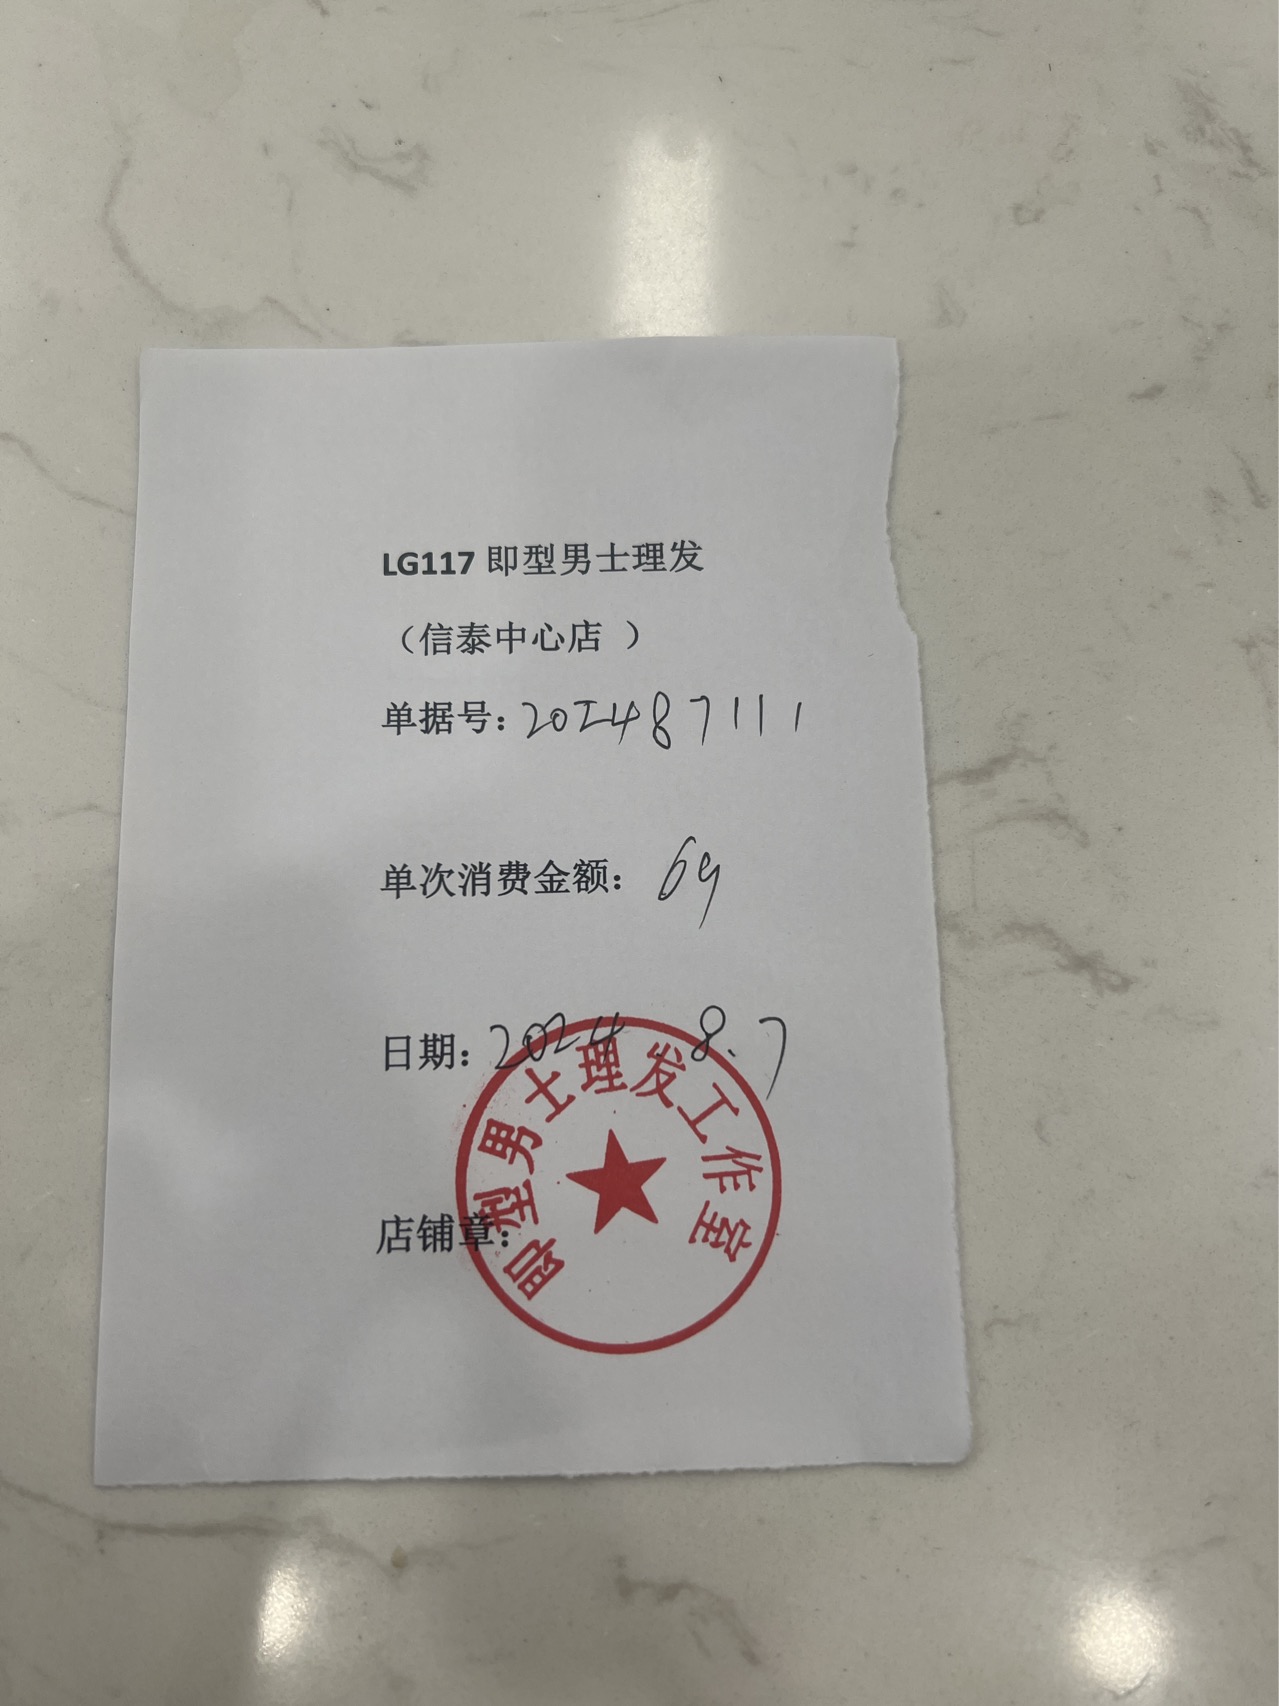 LG117 即型男士理发
（信泰中心店 ）
单据号：202487111
单次消费金额： 69
日期：2024 8.7
店铺章：
即型男士理发工作室